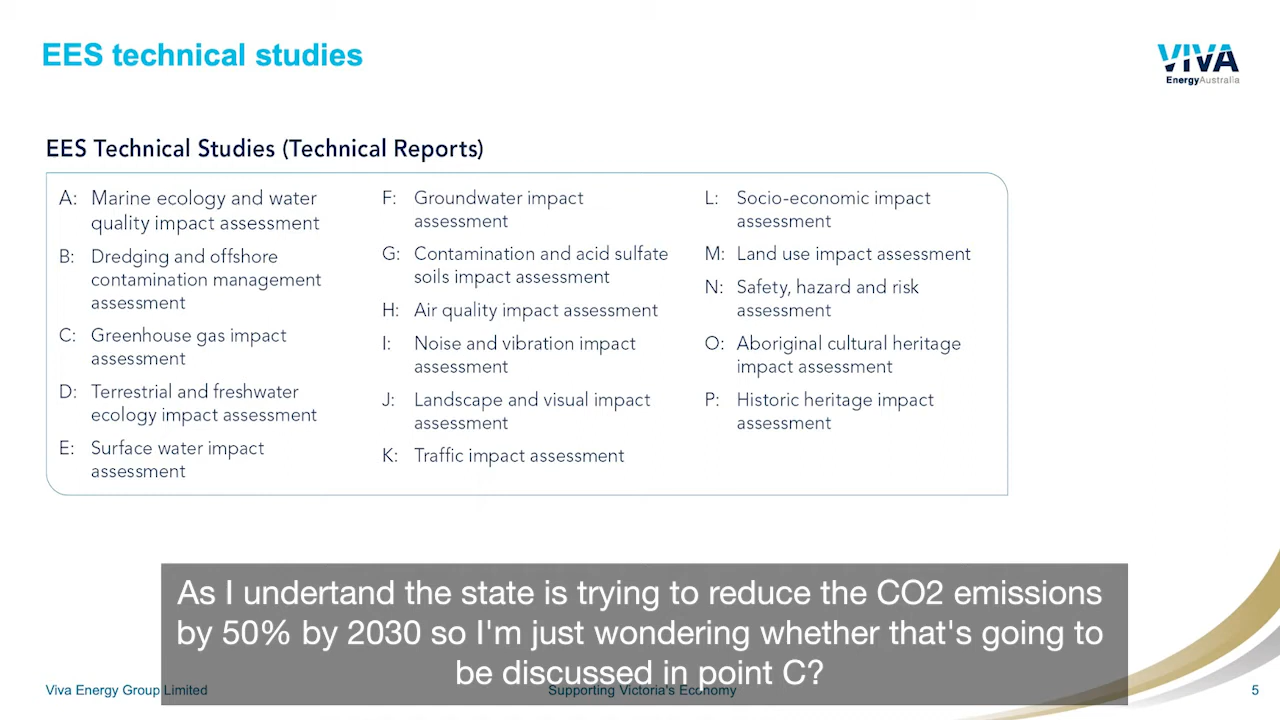 EES technical studies
VIVA
EnergyAustralia
EES Technical Studies (Technical Reports)
A: Marine ecology and water
quality impact assessment
B: Dredging and offshore
contamination management
assessment
C: Greenhouse gas impact
assessment
D: Terrestrial and freshwater
ecology impact assessment
E: Surface water impact
assessment
F: Groundwater impact
assessment
G: Contamination and acid sulfate
soils impact assessment
H: Air quality impact assessment
I: Noise and vibration impact
assessment
J: Landscape and visual impact
assessment
K: Traffic impact assessment
L: Socio-economic impact
assessment
M: Land use impact assessment
N: Safety, hazard and risk
assessment
O: Aboriginal cultural heritage
impact assessment
P: Historic heritage impact
assessment
As I undertand the state is trying to reduce the CO2 emissions
by 50% by 2030 so I'm just wondering whether that's going to
be discussed in point C?
Viva Energy Group Limited
Supporting Victoria's Economy
5